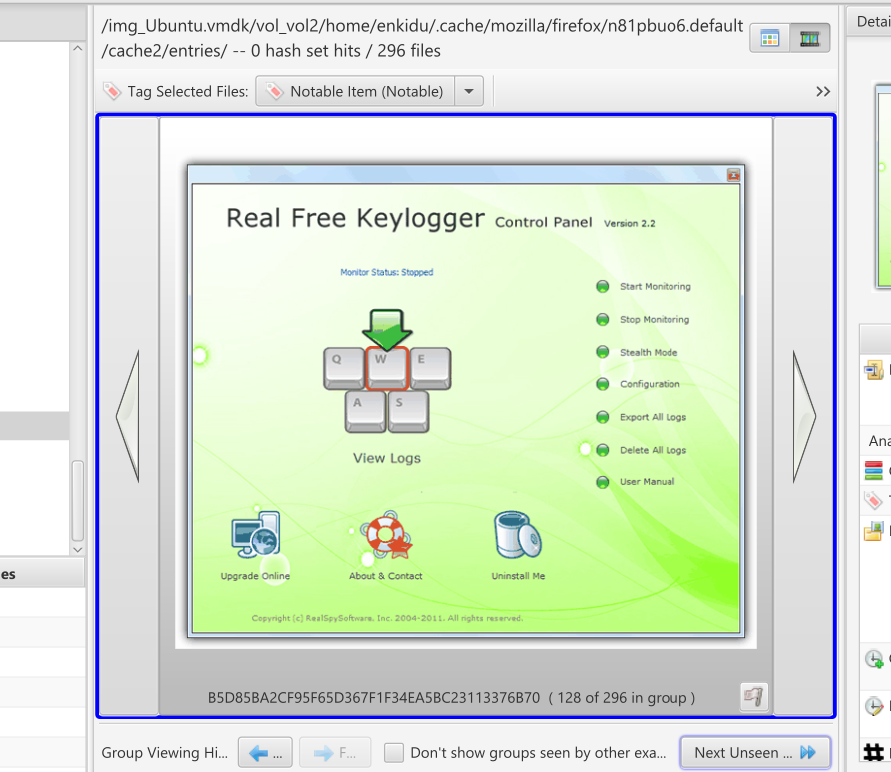 Detai
/img_Ubuntu.vmdk/vol_vol2/home/enkidu/.cache/mozilla/firefox/n81pbuo6.default
/cache2/entries/ -- 0 hash set hits / 296 files
Tag Selected Files: Notable Item (Notable)
Real Free Keylogger Control Panel Version 2.2
Monitor Status: Stopped
Q W E
A S
View Logs
Start Monitoring
Stop Monitoring
Stealth Mode
Configuration
Export All Logs
Delete All Logs
User Manual
Upgrade Online About & Contact Uninstall Me
Copyright (c) RealSpySoftware, Inc. 2004-2011. All rights reserved.
B5D85BA2CF95F65D367F1F34EA5BC23113376B70 ( 128 of 296 in group )
Group Viewing Hi... ... F... Don't show groups seen by other exa... Next Unseen ...
es
Ana